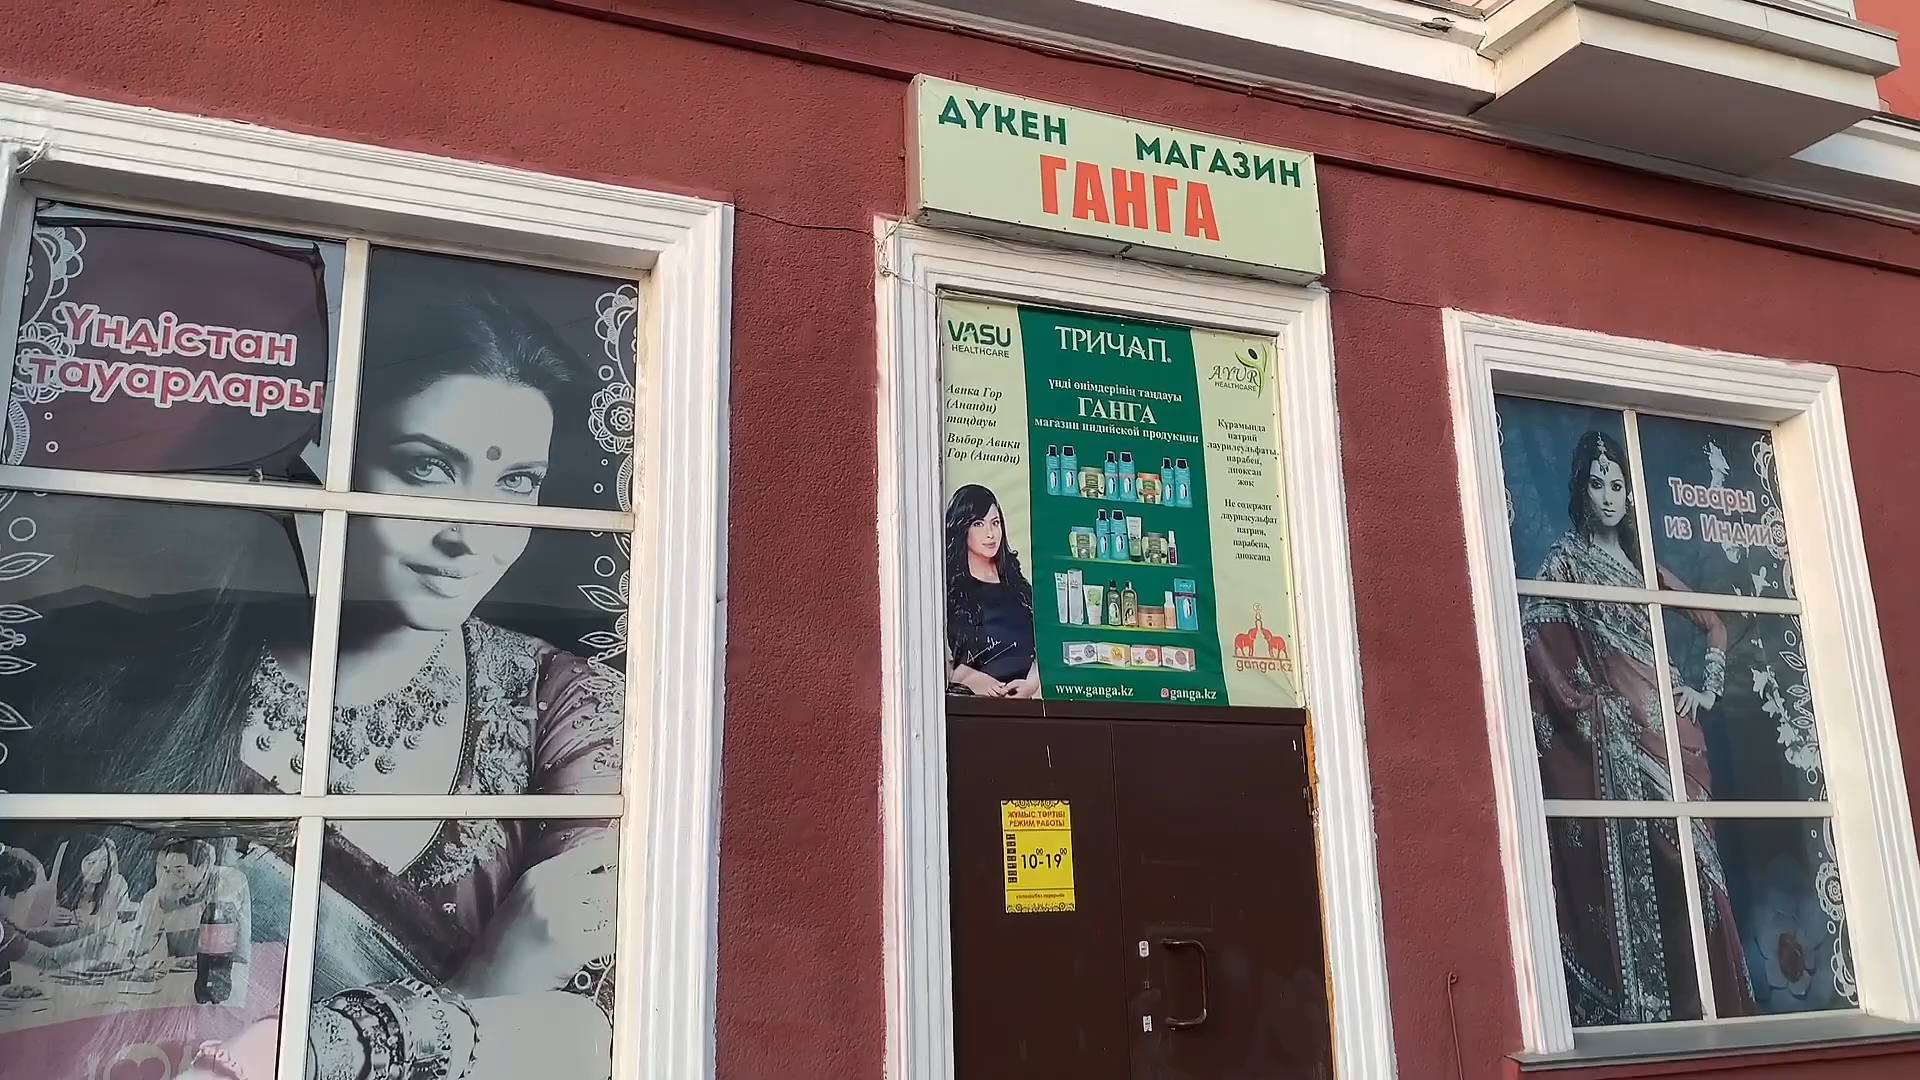 ДҮКЕН МАГАЗИН
ГАНГА
Үндістан
тауарлары
VASU
HEALTHCARE
Авика Гор
(Ананди)
таңдауы
Выбор Авики
Гор (Ананди)
ТРИЧАП
үнді өнімдерінің таңдауы
ГАНГА
магазин индийской продукции
www.ganga.kz
ganga.kz
AYUR
HEALTHCARE
Құрамында
натрий
лаурилсульфаты,
парабен,
диоксан
жоқ
Не содержит
лаурилсульфат
натрия,
парабена,
диоксана
ganga.kz
ЖҰМЫС ТӘРТІБІ
РЕЖИМ РАБОТЫ
10⁰⁰-19⁰⁰
Товары
из Индии